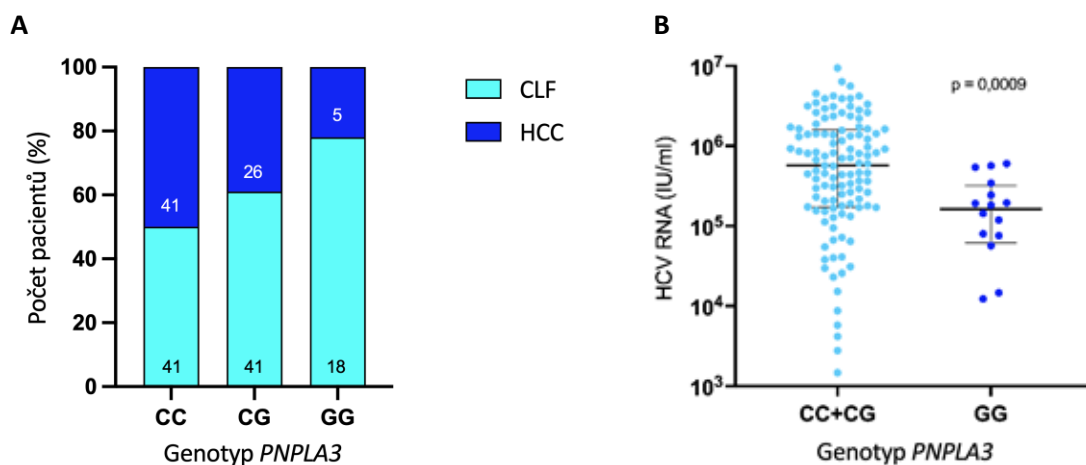 A
100
80
60
40
20
0
Počet pacientů (%)
41
26
5
41
41
18
CC CG GG
Genotyp PNPLA3
CLF
HCC
B
10⁷
10⁶
10⁵
10⁴
10³
HCV RNA (IU/ml)
p = 0,0009
CC+CG GG
Genotyp PNPLA3